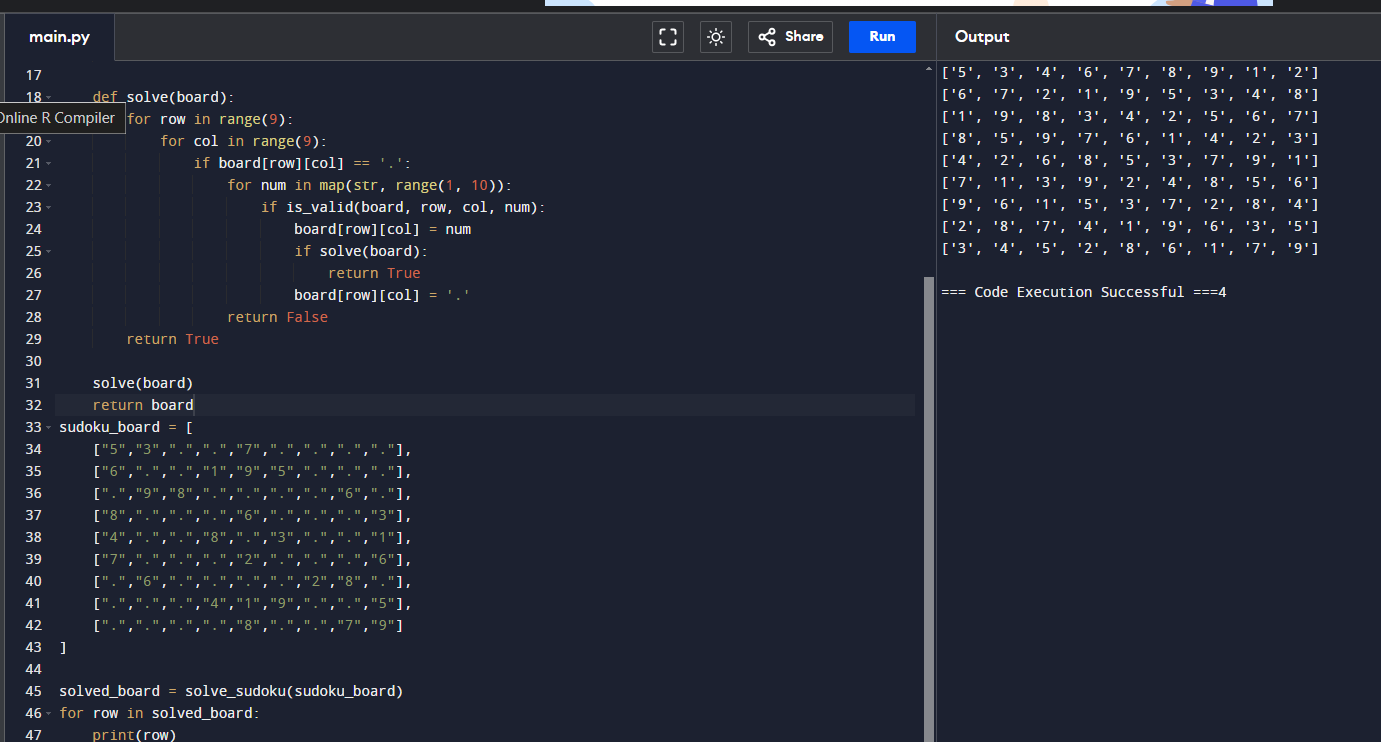 main.py
Share
Run
Output
17
18 def solve(board):
Online R Compiler
for row in range(9):
20 for col in range(9):
21 if board[row][col] == '.':
22 for num in map(str, range(1, 10)):
23 if is_valid(board, row, col, num):
24 board[row][col] = num
25 if solve(board):
26 return True
27 board[row][col] = '.'
28 return False
29 return True
30
31 solve(board)
32 return board
33 sudoku_board = [
34 ["5","3",".",".","7",".",".",".","."],
35 ["6",".",".","1","9","5",".",".","."],
36 [".","9","8",".",".",".",".","6","."],
37 ["8",".",".",".","6",".",".",".","3"],
38 ["4",".",".","8",".","3",".",".","1"],
39 ["7",".",".",".","2",".",".",".","6"],
40 [".","6",".",".",".",".","2","8","."],
41 [".",".",".","4","1","9",".",".","5"],
42 [".",".",".",".","8",".",".","7","9"]
43 ]
44
45 solved_board = solve_sudoku(sudoku_board)
46 for row in solved_board:
47 print(row)
['5', '3', '4', '6', '7', '8', '9', '1', '2']
['6', '7', '2', '1', '9', '5', '3', '4', '8']
['1', '9', '8', '3', '4', '2', '5', '6', '7']
['8', '5', '9', '7', '6', '1', '4', '2', '3']
['4', '2', '6', '8', '5', '3', '7', '9', '1']
['7', '1', '3', '9', '2', '4', '8', '5', '6']
['9', '6', '1', '5', '3', '7', '2', '8', '4']
['2', '8', '7', '4', '1', '9', '6', '3', '5']
['3', '4', '5', '2', '8', '6', '1', '7', '9']
=== Code Execution Successful ===4